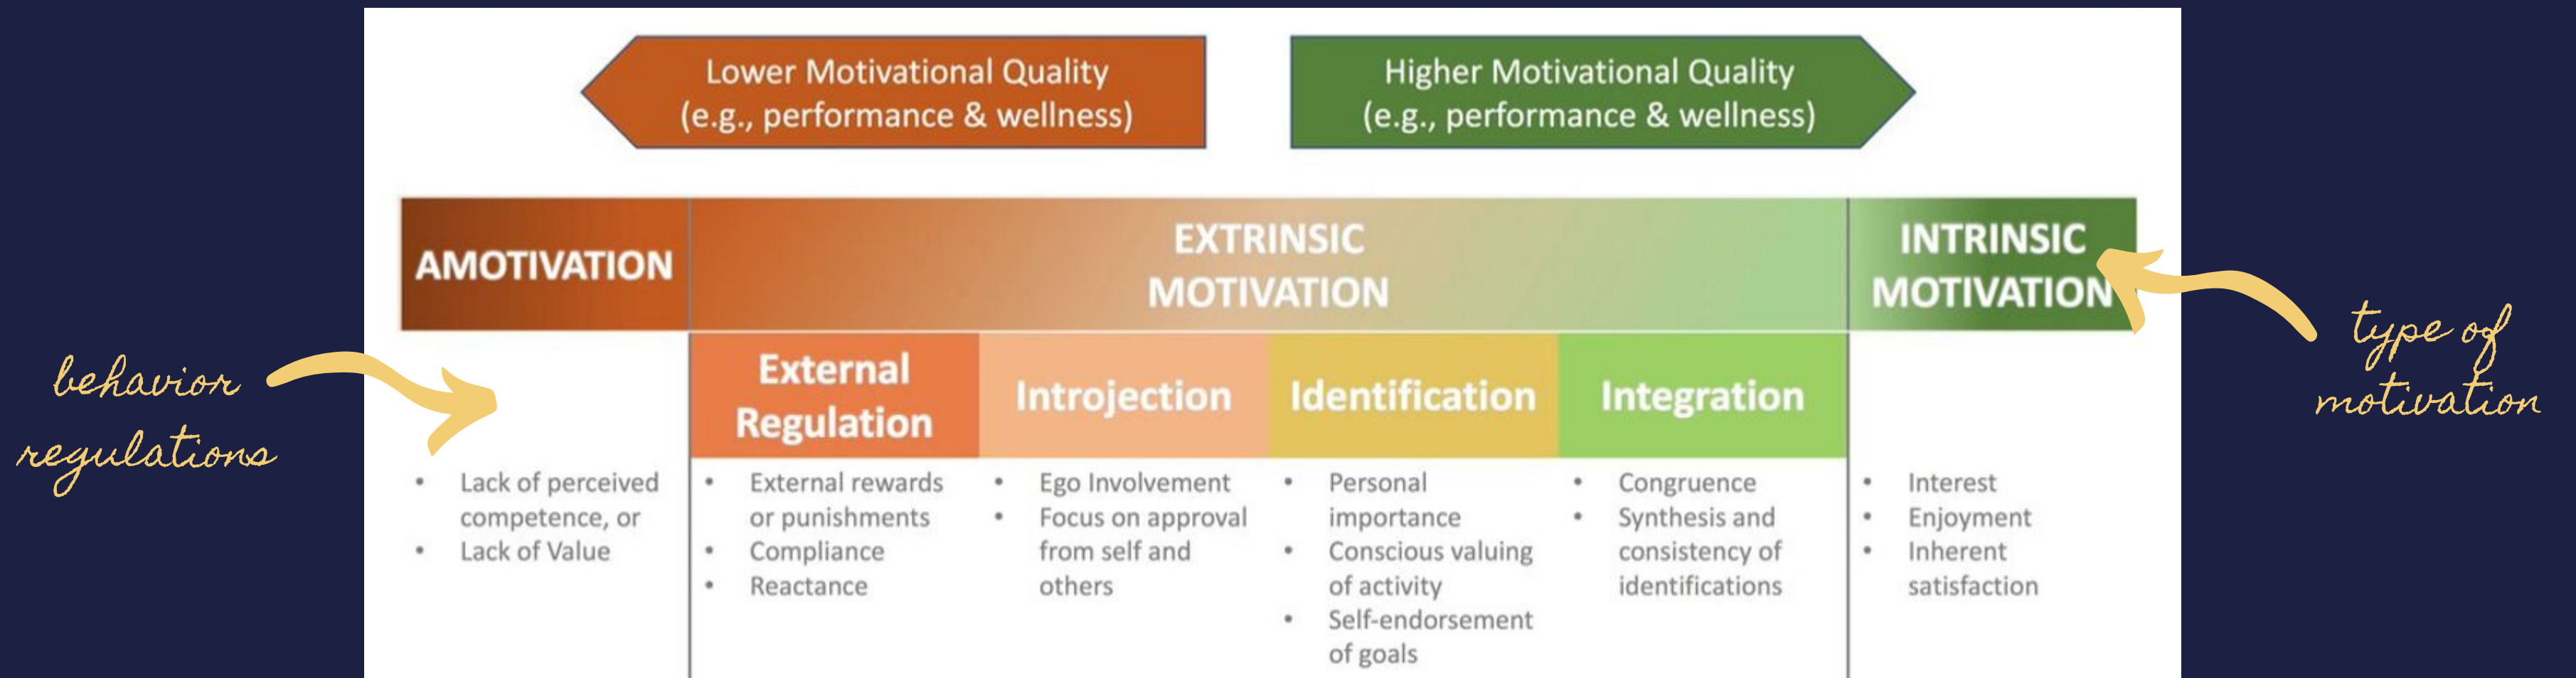 Lower Motivational Quality
(e.g., performance & wellness)
Higher Motivational Quality
(e.g., performance & wellness)
AMOTIVATION
EXTRINSIC
MOTIVATION
INTRINSIC
MOTIVATION
behavior
regulations
type of
motivation
External
Regulation
Introjection
Identification
Integration
• Lack of perceived
competence, or
• Lack of Value
• External rewards
or punishments
• Compliance
• Reactance
• Ego Involvement
• Focus on approval
from self and
others
• Personal
importance
• Conscious valuing
of activity
• Self-endorsement
of goals
• Congruence
• Synthesis and
consistency of
identifications
• Interest
• Enjoyment
• Inherent
satisfaction